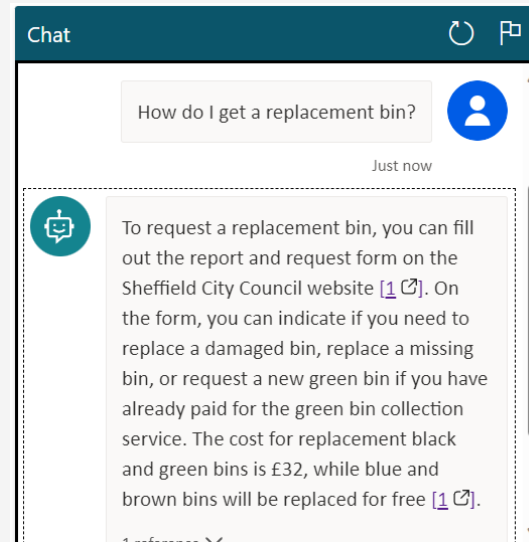 Chat
How do I get a replacement bin?
Just now
To request a replacement bin, you can fill
out the report and request form on the
Sheffield City Council website [1]. On
the form, you can indicate if you need to
replace a damaged bin, replace a missing
bin, or request a new green bin if you have
already paid for the green bin collection
service. The cost for replacement black
and green bins is £32, while blue and
brown bins will be replaced for free [1].
1 reference